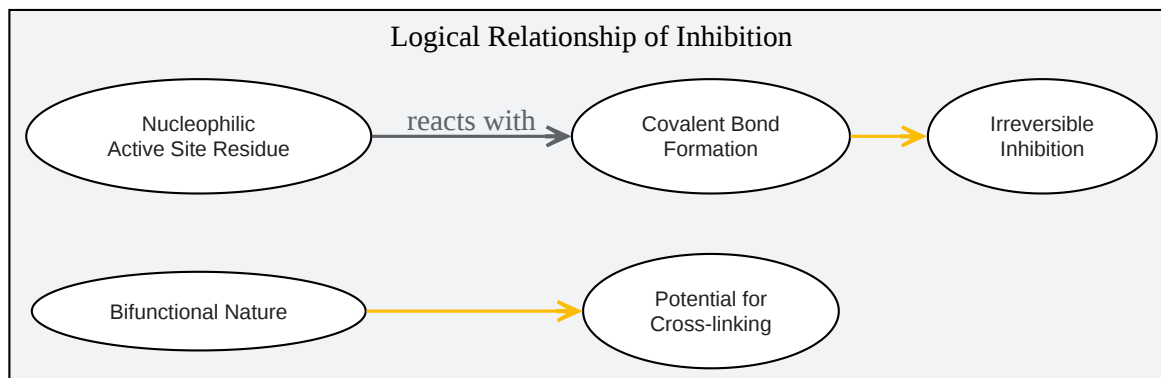 Logical Relationship of Inhibition
Nucleophilic
Active Site Residue
reacts with
Covalent Bond
Formation
Irreversible
Inhibition
Bifunctional Nature
Potential for
Cross-linking